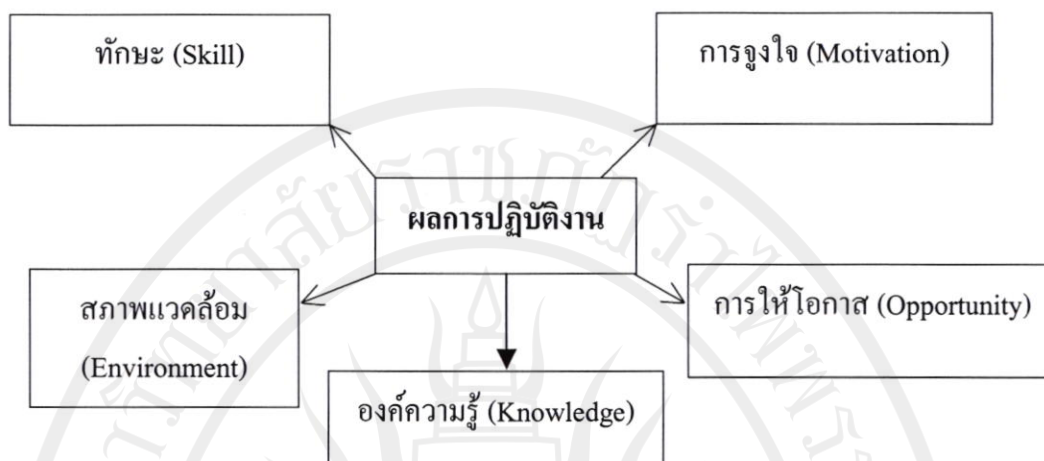 ทักษะ (Skill)
การจูงใจ (Motivation)
ผลการปฏิบัติงาน
สภาพแวดล้อม
(Environment)
การให้โอกาส (Opportunity)
องค์ความรู้ (Knowledge)